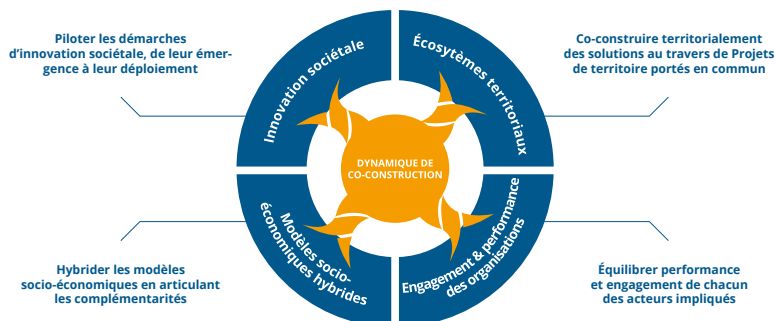 Piloter les démarches
d'innovation sociétale, de leur émer-
gence à leur déploiement
Innovation sociétale
Écosytèmes territoriaux
Co-construire territorialement
des solutions au travers de Projets
de territoire portés en commun
DYNAMIQUE DE
CO-CONSTRUCTION
Hybrider les modèles
socio-économiques en articulant
les complémentarités
Modèles socio-
économiques hybrides
Engagement & performance
des organisations
Équilibrer performance
et engagement de chacun
des acteurs impliqués